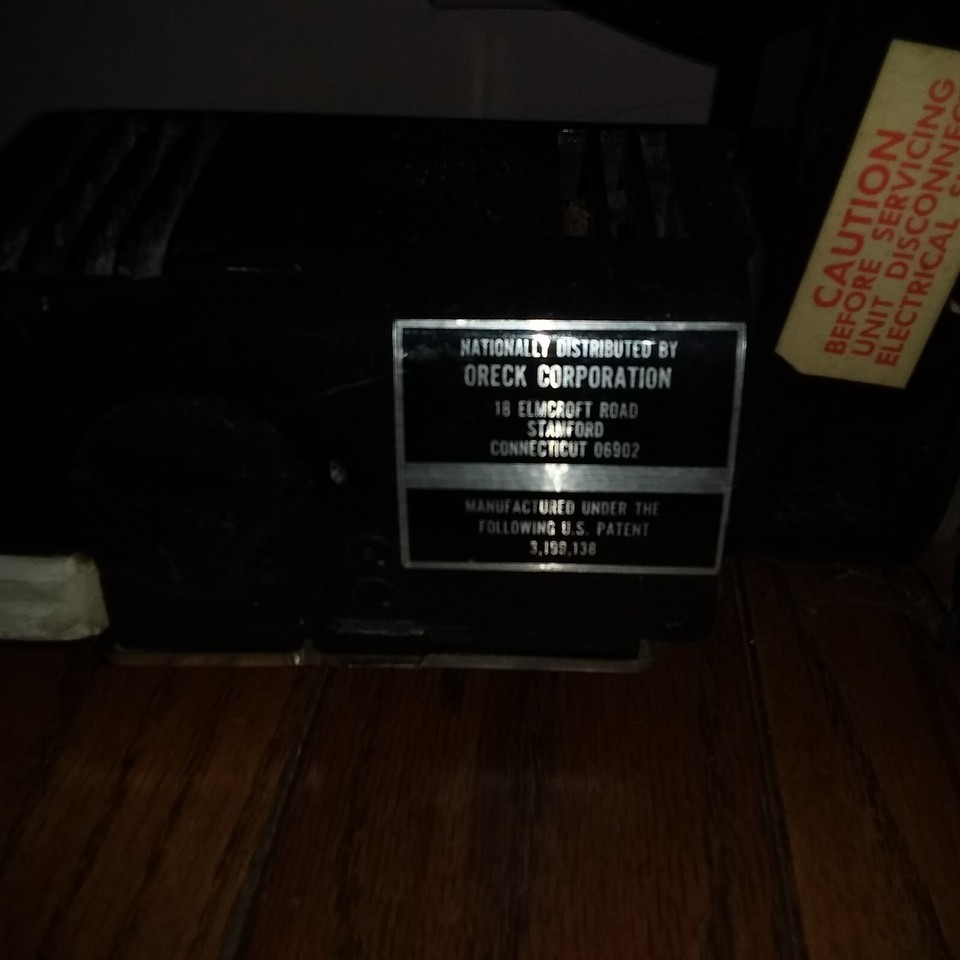 NATIONALLY DISTRIBUTED BY
ORECK CORPORATION
18 ELMCROFT ROAD
STAMFORD
CONNECTICUT 06902
MANUFACTURED UNDER THE
FOLLOWING U.S. PATENT
3,199,138
CAUTION
BEFORE SERVICING
UNIT DISCONNEC
ELECTRICAL